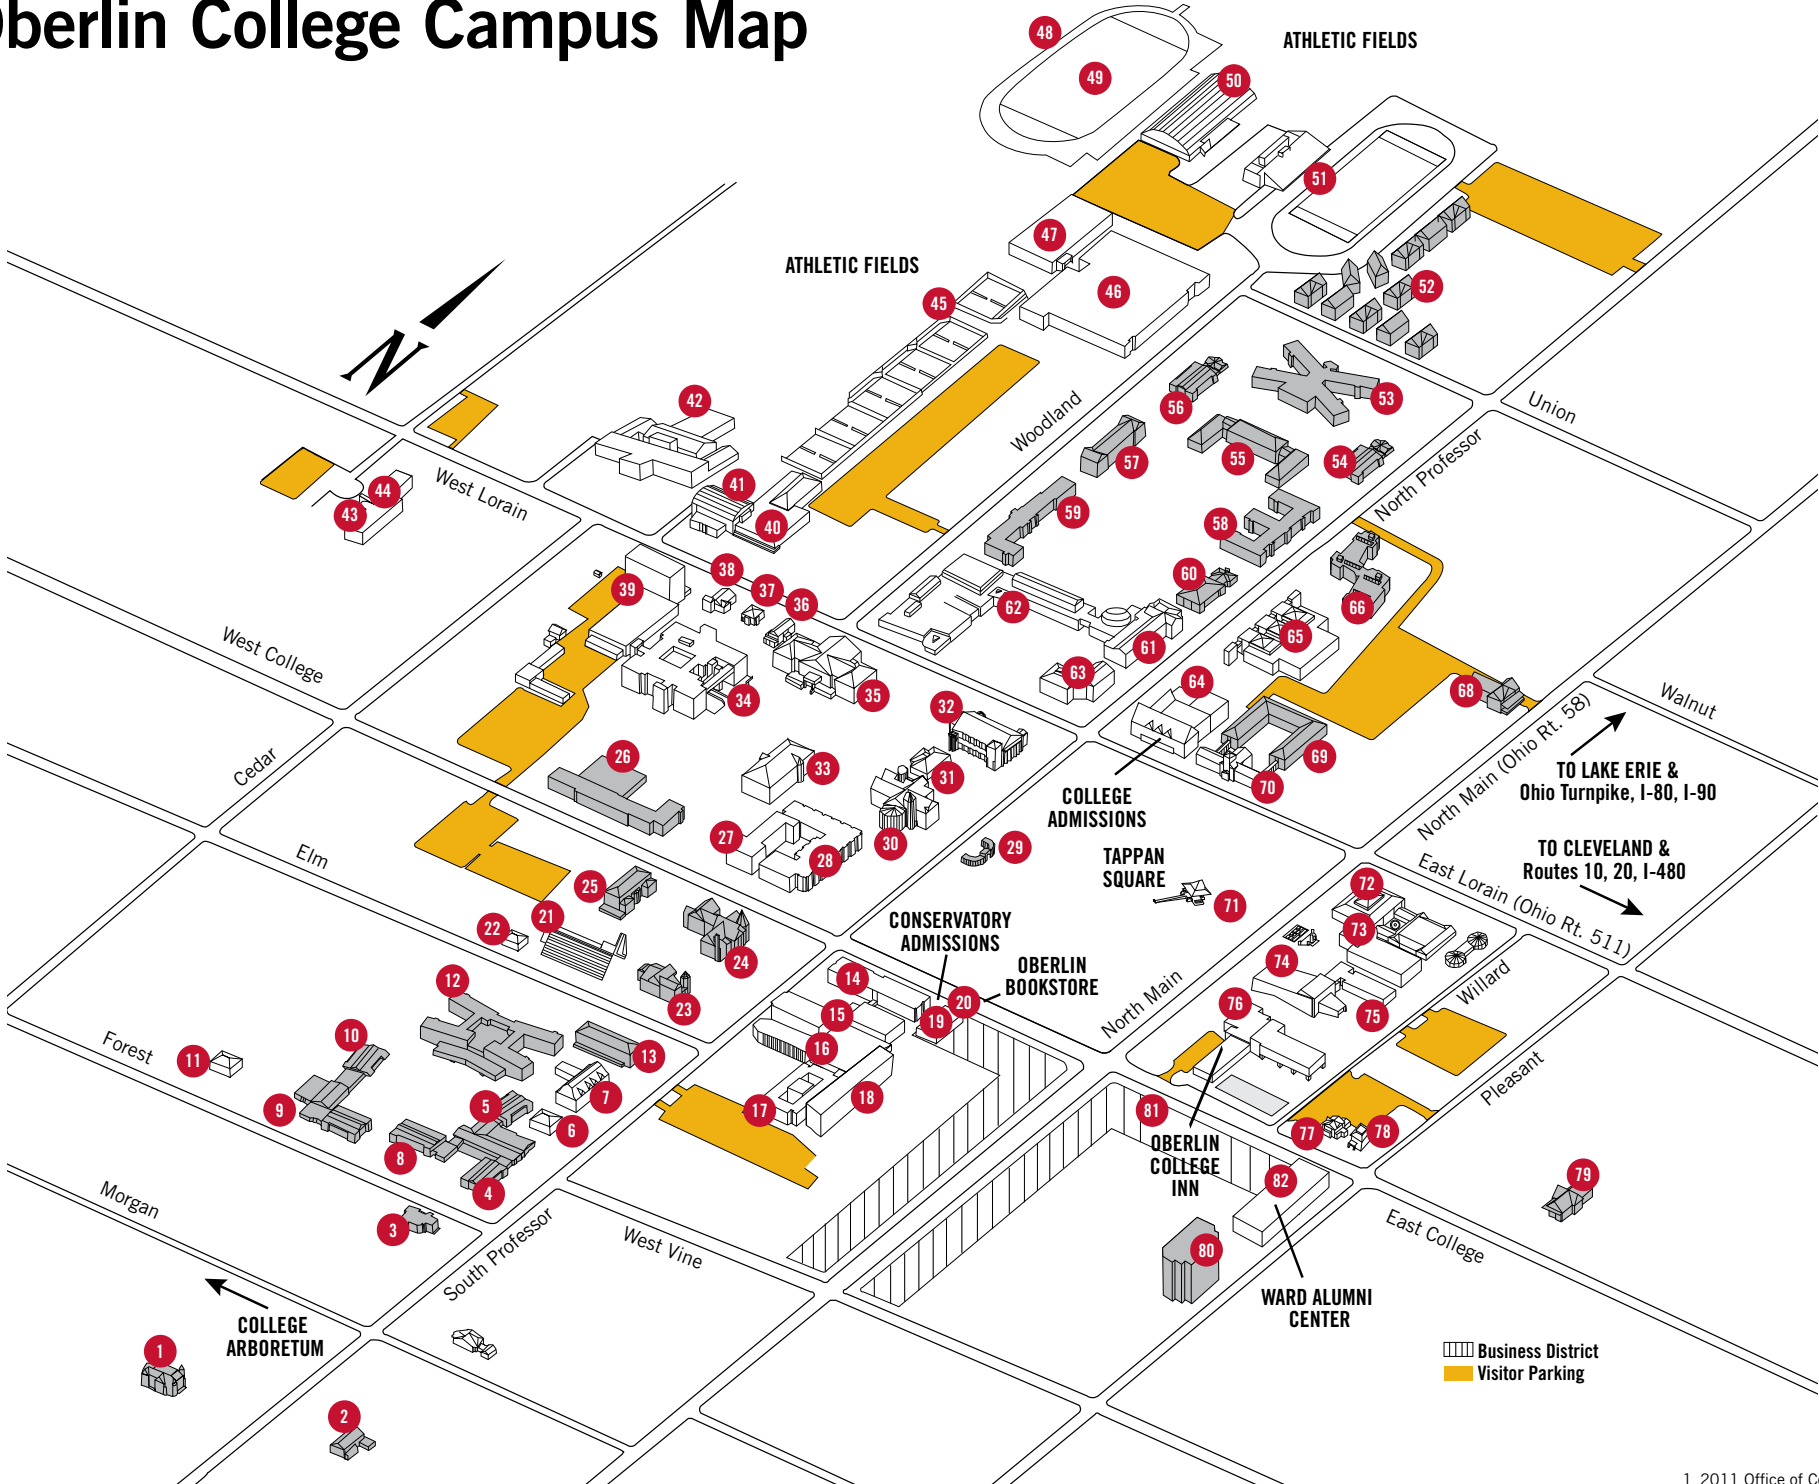 Oberlin College Campus Map
48
ATHLETIC FIELDS
49
50
51
47
ATHLETIC FIELDS
46
45
52
N
42
Woodland
56
53
Union
55
54
57
North Professor
44
West Lorain
41
43
40
59
58
38
37
36
39
60
62
66
65
61
West College
63
34
35
64
68
Walnut
32
26
33
31
69
70
North Main (Ohio Rt. 58)
TO LAKE ERIE &
Ohio Turnpike, I-80, I-90
Cedar
COLLEGE
ADMISSIONS
27
30
28
29
TAPPAN
SQUARE
TO CLEVELAND &
Routes 10, 20, I-480
Elm
25
72
East Lorain (Ohio Rt. 511)
71
21
22
CONSERVATORY
ADMISSIONS
73
24
OBERLIN
BOOKSTORE
74
12
14
Willard
23
20
North Main
76
15
19
75
Forest
10
11
16
13
7
5
18
Pleasant
9
17
6
81
77
78
8
OBERLIN
COLLEGE
INN
4
82
79
Morgan
3
South Professor
West Vine
80
East College
COLLEGE
ARBORETUM
WARD ALUMNI
CENTER
1
Business District
Visitor Parking
2